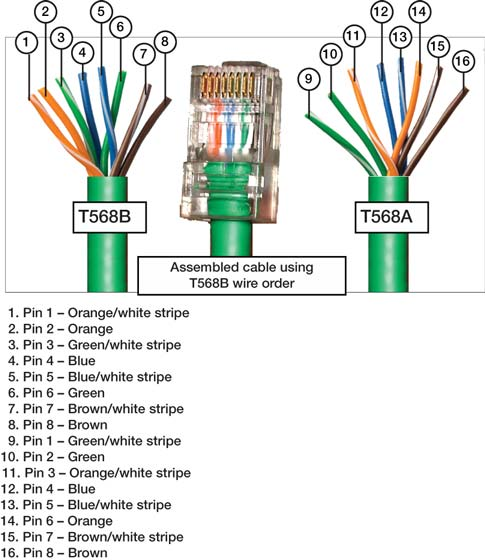 1 2 3 4 5 6 7 8
9 10 11 12 13 14 15 16
T568B
T568A
Assembled cable using
T568B wire order
1. Pin 1 – Orange/white stripe
2. Pin 2 – Orange
3. Pin 3 – Green/white stripe
4. Pin 4 – Blue
5. Pin 5 – Blue/white stripe
6. Pin 6 – Green
7. Pin 7 – Brown/white stripe
8. Pin 8 – Brown
9. Pin 1 – Green/white stripe
10. Pin 2 – Green
11. Pin 3 – Orange/white stripe
12. Pin 4 – Blue
13. Pin 5 – Blue/white stripe
14. Pin 6 – Orange
15. Pin 7 – Brown/white stripe
16. Pin 8 – Brown